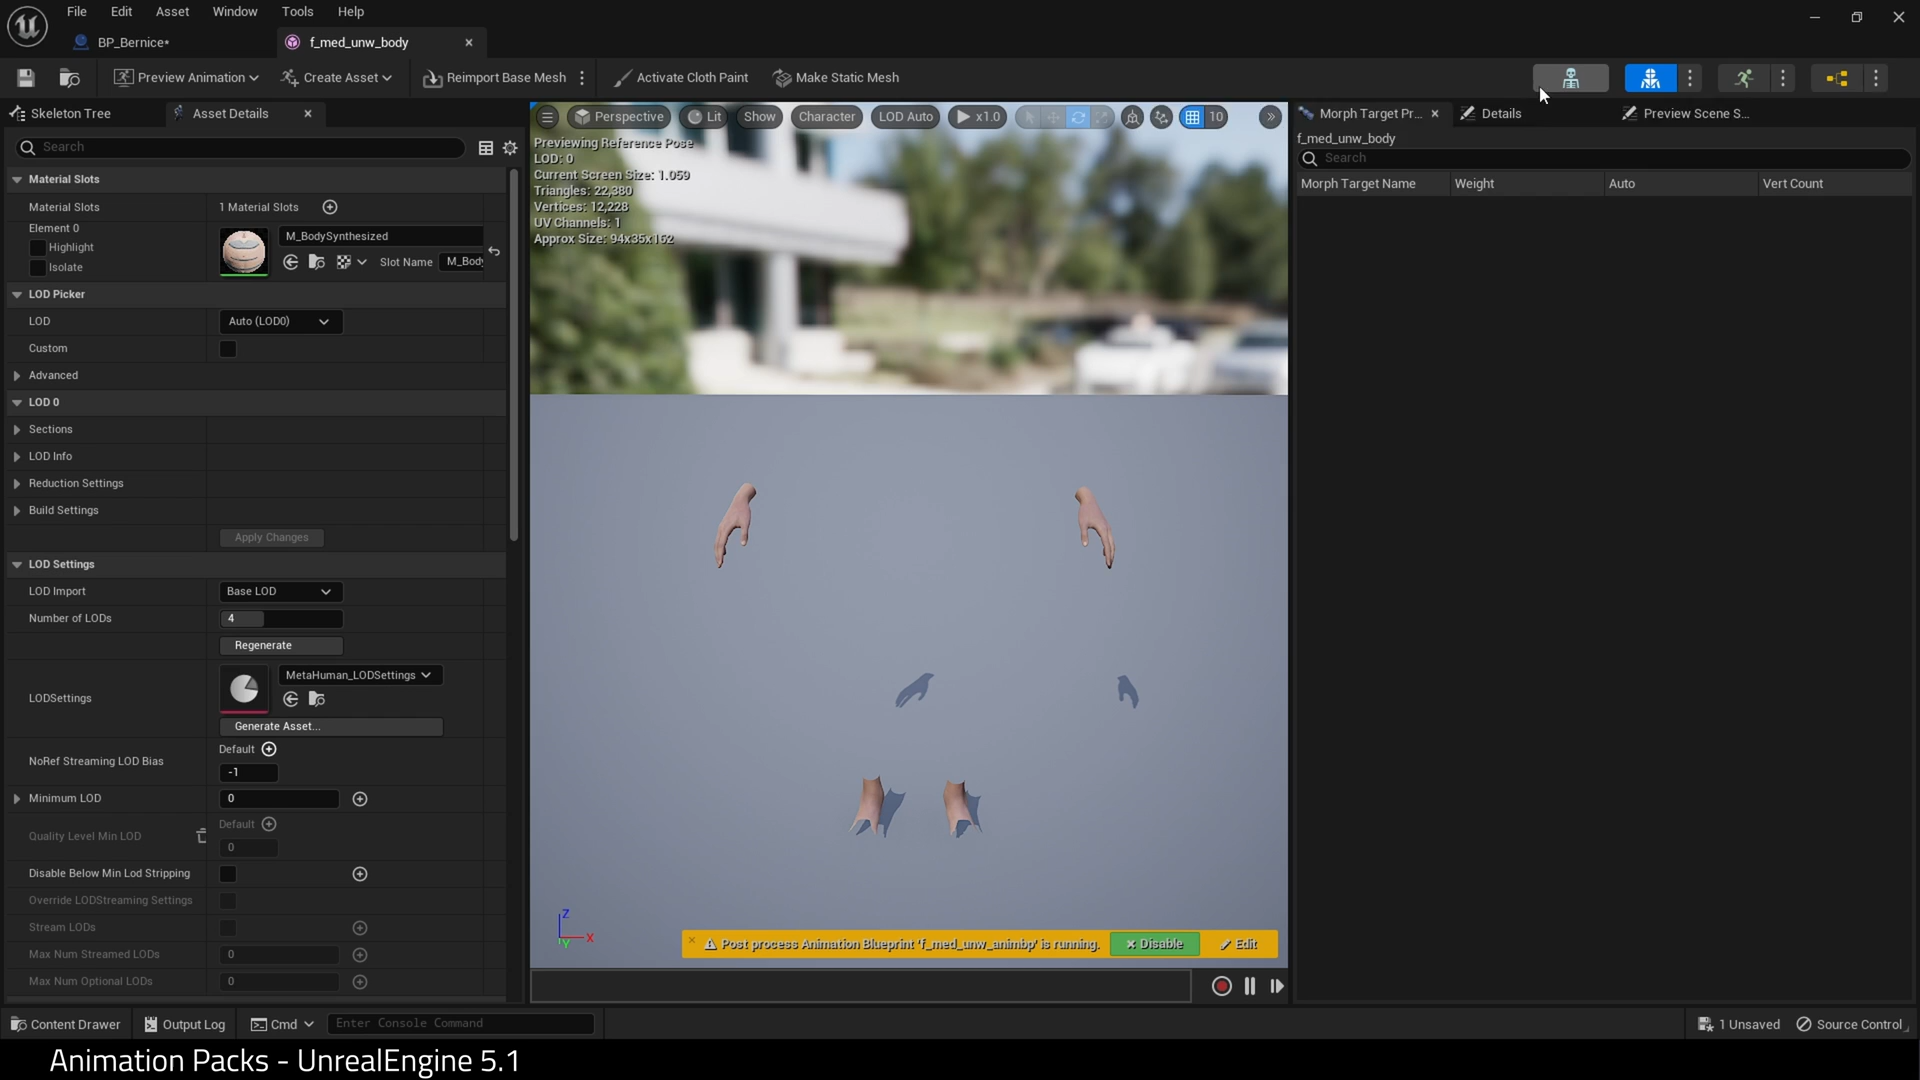 File Edit Asset Window Tools Help
BP_Bernice* f_med_unw_body
Preview Animation Create Asset Reimport Base Mesh Activate Cloth Paint Make Static Mesh
Skeleton Tree Asset Details
Search
Material Slots
Material Slots 1 Material Slots
Element 0
Highlight
Isolate
M_BodySynthesized
Slot Name M_Body
LOD Picker
LOD Auto (LOD0)
Custom
Advanced
LOD 0
Sections
LOD Info
Reduction Settings
Build Settings
Apply Changes
LOD Settings
LOD Import Base LOD
Number of LODs 4
Regenerate
LODSettings MetaHuman_LODSettings
Generate Asset...
NoRef Streaming LOD Bias Default
-1
Minimum LOD 0
Quality Level Min LOD Default
0
Disable Below Min Lod Stripping
Override LODStreaming Settings
Stream LODs
Max Num Streamed LODs 0
Max Num Optional LODs 0
Perspective Lit Show Character LOD Auto x1.0 10
Previewing Reference Pose
LOD: 0
Current Screen Size: 1.059
Triangles: 22,380
Vertices: 12,228
UV Channels: 1
Approx Size: 94x35x162
Z
X
Y
Post process Animation Blueprint 'f_med_unw_animbp' is running. Disable Edit
Morph Target Pr... Details Preview Scene S...
f_med_unw_body
Search
Morph Target Name Weight Auto Vert Count
Content Drawer Output Log Cmd Enter Console Command 1 Unsaved Source Control
Animation Packs - UnrealEngine 5.1